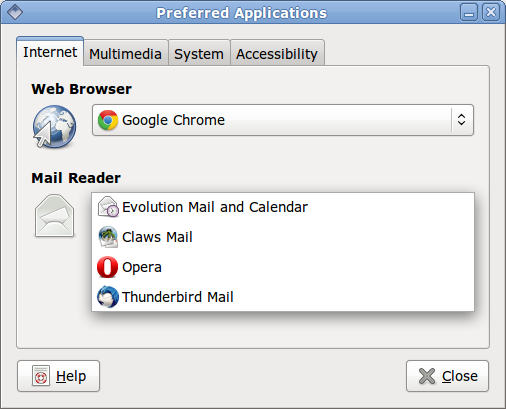 Preferred Applications
Internet Multimedia System Accessibility
Web Browser
Google Chrome
Mail Reader
Evolution Mail and Calendar
Claws Mail
Opera
Thunderbird Mail
Help Close